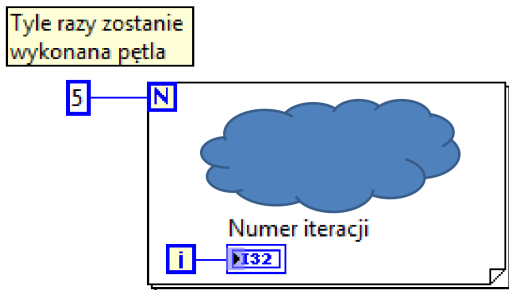 Tyle razy zostanie
wykonana pętla
5
N
Numer iteracji
i
I32